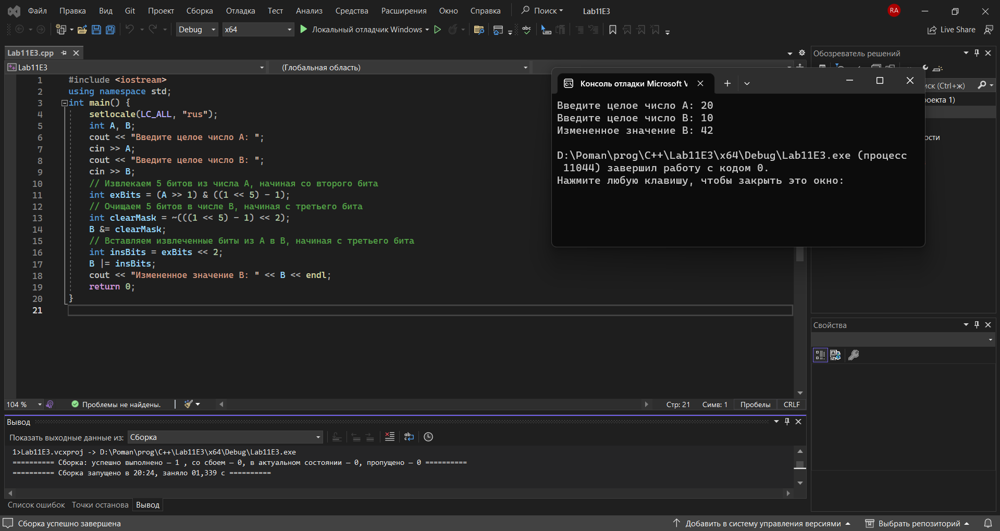 Файл Правка Вид Git Проект Сборка Отладка Тест Анализ Средства Расширения Окно Справка Поиск Lab11E3 RA
Debug x64 Локальный отладчик Windows Live Share
Lab11E3.cpp
Lab11E3 (Глобальная область)
1 #include <iostream>
2 using namespace std;
3 int main() {
4 setlocale(LC_ALL, "rus");
5 int A, B;
6 cout << "Введите целое число A: ";
7 cin >> A;
8 cout << "Введите целое число B: ";
9 cin >> B;
10 // Извлекаем 5 битов из числа A, начиная со второго бита
11 int exBits = (A >> 1) & ((1 << 5) - 1);
12 // Очищаем 5 битов в числе B, начиная с третьего бита
13 int clearMask = ~(((1 << 5) - 1) << 2);
14 B &= clearMask;
15 // Вставляем извлеченные биты из A в B, начиная с третьего бита
16 int insBits = exBits << 2;
17 B |= insBits;
18 cout << "Измененное значение B: " << B << endl;
19 return 0;
20 }
21
Консоль отладки Microsoft V
Введите целое число A: 20
Введите целое число B: 10
Измененное значение B: 42
D:\Poman\prog\C++\Lab11E3\x64\Debug\Lab11E3.exe (процесс
11044) завершил работу с кодом 0.
Нажмите любую клавишу, чтобы закрыть это окно:
Обозреватель решений
иск (Ctrl+ж)
роекта 1)
ости
Свойства
104 % Проблемы не найдены. Стр: 21 Симв: 1 Пробелы CRLF
Вывод
Показать выходные данные из: Сборка
1>Lab11E3.vcxproj -> D:\Poman\prog\C++\Lab11E3\x64\Debug\Lab11E3.exe
========== Сборка: успешно выполнено — 1 , со сбоем — 0, в актуальном состоянии — 0, пропущено — 0 ==========
========== Сборка запущено в 20:24, заняло 01,339 с ==========
Список ошибок Точки останова Вывод
Сборка успешно завершена Добавить в систему управления версиями Выбрать репозиторий